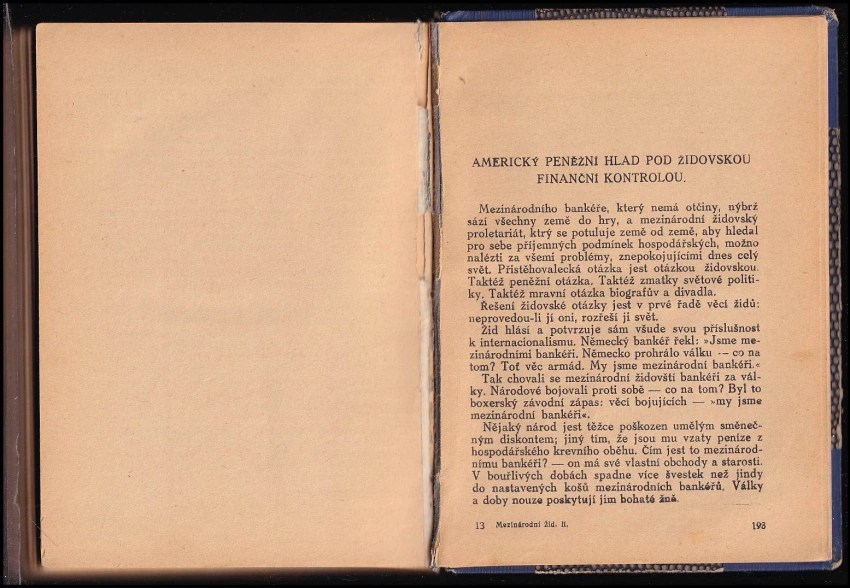 AMERICKÝ PENĚŽNÍ HLAD POD ŽIDOVSKOU
FINANČNÍ KONTROLOU.
Mezinárodního bankéře, který nemá otčiny, nýbrž
sází všechny země do hry, a mezinárodní židovský
proletariát, ktrý se potuluje země od země, aby hledal
pro sebe příjemných podmínek hospodářských, možno
nalézti za všemi problémy, znepokojujícími dnes celý
svět. Přistěhovalecká otázka jest otázkou židovskou.
Taktéž peněžní otázka. Taktéž zmatky světové politi-
ky. Taktéž mravní otázka biografův a divadla.
Řešení židovské otázky jest v prvé řadě věcí židů:
neprovedou-li jí oni, rozřeší jí svět.
Žid hlásí a potvrzuje sám všude svou příslušnost
k internacionalismu. Německý bankéř řekl: »Jsme me-
zinárodními bankéři. Německo prohrálo válku — co na
tom? Toť věc armád. My jsme mezinárodní bankéři.«
Tak chovali se mezinárodní židovští bankéři za vál-
ky. Národové bojovali proti sobě — co na tom? Byl to
boxerský závodní zápas: věcí bojujících — »my jsme
mezinárodní bankéři«.
Nějaký národ jest těžce poškozen umělým směneč-
ným diskontem; jiný tím, že jsou mu vzaty peníze z
hospodářského krevního oběhu. Čím jest to mezinárod-
nímu bankéři? — on má své vlastní obchody a starosti.
V bouřlivých dobách spadne více švestek než jindy
do nastavených košů mezinárodních bankéřů. Války
a doby nouze poskytují jim bohaté žně.
13 Mezinárodní žid. II.
193